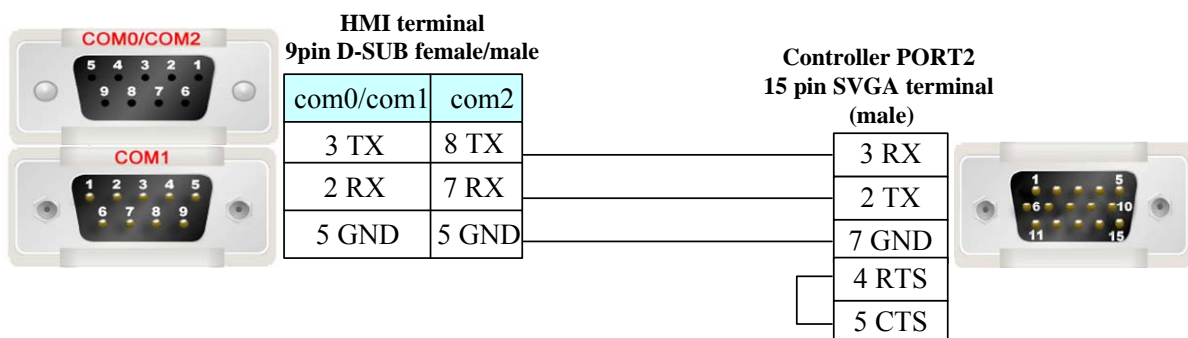 HMI terminal
9pin D-SUB female/male
COM0/COM2
5 4 3 2 1
9 8 7 6
COM1
1 2 3 4 5
6 7 8 9
com0/com1 com2
3 TX 8 TX
2 RX 7 RX
5 GND 5 GND
Controller PORT2
15 pin SVGA terminal
(male)
3 RX
2 TX
7 GND
4 RTS
5 CTS
1 5
6 10
11 15